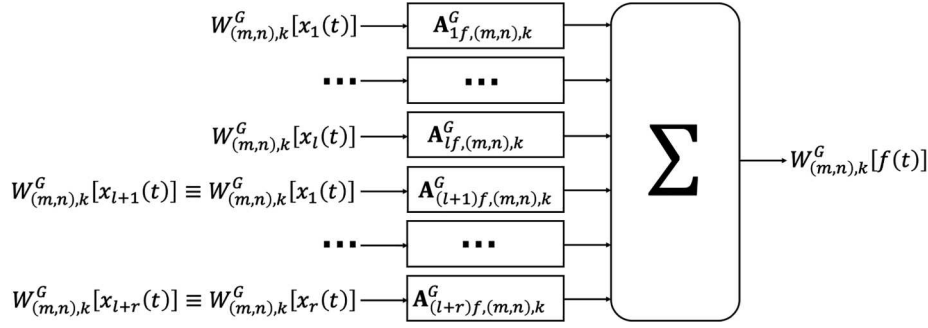 W^G_{(m,n),k}[x_1(t)] A^G_{1f,(m,n),k}
... ...
W^G_{(m,n),k}[x_l(t)] A^G_{lf,(m,n),k}
∑ W^G_{(m,n),k}[f(t)]
W^G_{(m,n),k}[x_{l+1}(t)] ≡ W^G_{(m,n),k}[x_1(t)] A^G_{(l+1)f,(m,n),k}
... ...
W^G_{(m,n),k}[x_{l+r}(t)] ≡ W^G_{(m,n),k}[x_r(t)] A^G_{(l+r)f,(m,n),k}